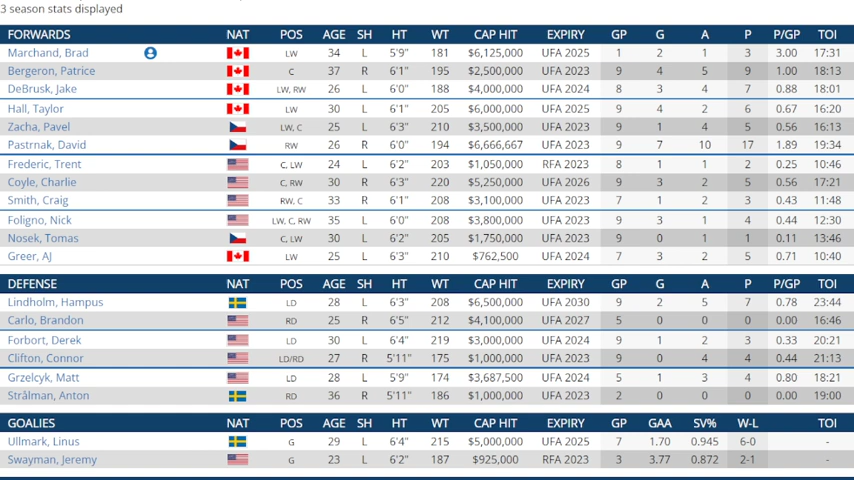 3 season stats displayed
FORWARDS NAT POS AGE SH HT WT CAP HIT EXPIRY GP G A P P/GP TOI
Marchand, Brad LW 34 L 5'9" 181 $6,125,000 UFA 2025 1 2 1 3 3.00 17:31
Bergeron, Patrice C 37 R 6'1" 195 $2,500,000 UFA 2023 9 4 5 9 1.00 18:13
DeBrusk, Jake LW, RW 26 L 6'0" 188 $4,000,000 UFA 2024 8 3 4 7 0.88 18:01
Hall, Taylor LW 30 L 6'1" 205 $6,000,000 UFA 2025 9 4 2 6 0.67 16:20
Zacha, Pavel LW, C 25 L 6'3" 210 $3,500,000 UFA 2023 9 1 4 5 0.56 16:13
Pastrnak, David RW 26 R 6'0" 194 $6,666,667 UFA 2023 9 7 10 17 1.89 19:34
Frederic, Trent C, LW 24 L 6'2" 203 $1,050,000 RFA 2023 8 1 1 2 0.25 10:46
Coyle, Charlie C, RW 30 R 6'3" 220 $5,250,000 UFA 2026 9 3 2 5 0.56 17:21
Smith, Craig RW, C 33 R 6'1" 208 $3,100,000 UFA 2023 7 1 2 3 0.43 11:48
Foligno, Nick LW, C, RW 35 L 6'0" 208 $3,800,000 UFA 2023 9 3 1 4 0.44 12:30
Nosek, Tomas C, LW 30 L 6'2" 205 $1,750,000 UFA 2023 9 0 1 1 0.11 13:46
Greer, AJ LW 25 L 6'3" 210 $762,500 UFA 2024 7 3 2 5 0.71 10:40
DEFENSE NAT POS AGE SH HT WT CAP HIT EXPIRY GP G A P P/GP TOI
Lindholm, Hampus LD 28 L 6'3" 208 $6,500,000 UFA 2030 9 2 5 7 0.78 23:44
Carlo, Brandon RD 25 R 6'5" 212 $4,100,000 UFA 2027 5 0 0 0 0.00 16:46
Forbort, Derek LD 30 L 6'4" 219 $3,000,000 UFA 2024 9 1 2 3 0.33 20:21
Clifton, Connor LD/RD 27 R 5'11" 175 $1,000,000 UFA 2023 9 0 4 4 0.44 21:13
Grzelcyk, Matt LD 28 L 5'9" 174 $3,687,500 UFA 2024 5 1 3 4 0.80 18:21
Strålman, Anton RD 36 R 5'11" 186 $1,000,000 UFA 2023 2 0 0 0 0.00 19:00
GOALIES NAT POS AGE SH HT WT CAP HIT EXPIRY GP GAA SV% W-L TOI
Ullmark, Linus G 29 L 6'4" 215 $5,000,000 UFA 2025 7 1.70 0.945 6-0 -
Swayman, Jeremy G 23 L 6'2" 187 $925,000 RFA 2023 3 3.77 0.872 2-1 -